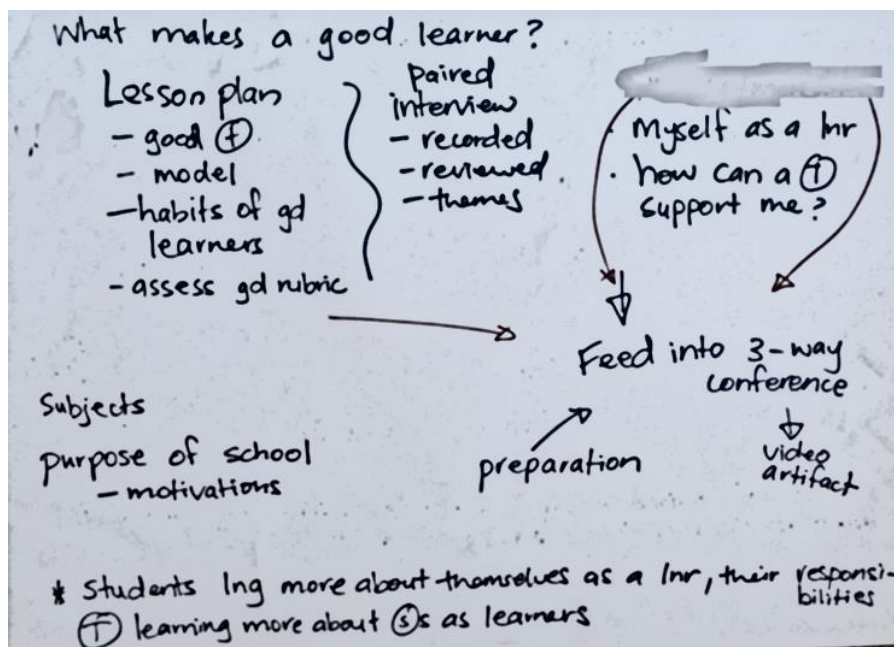 What makes a good learner?
Lesson plan
- good Ⓣ
- model
- habits of gd
learners
- assess gd rubric
paired
interview
- recorded
- reviewed.
- themes
Myself as a lnr
· how can a Ⓣ
support me?
Feed into 3-way
conference
video
artifact
preparation
Subjects
purpose of school
- motivations
* Students lng more about themselves as a lnr, their responsi-
bilities
Ⓣ learning more about Ⓢs as learners